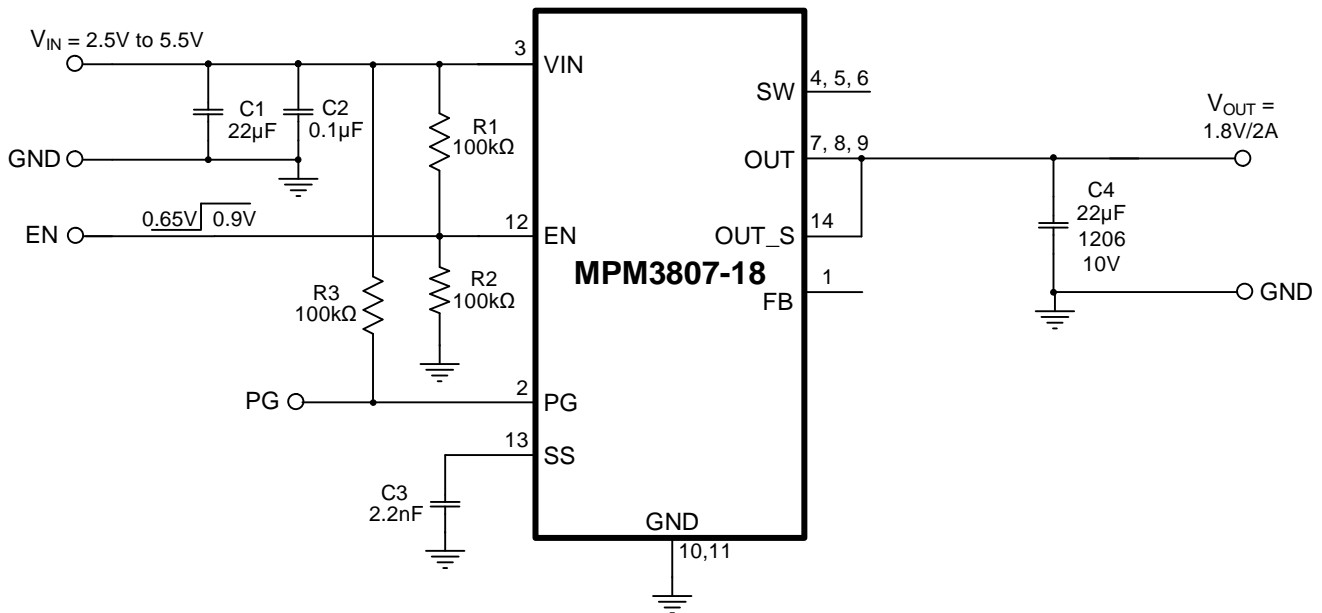 V_IN = 2.5V to 5.5V
3
VIN
C1
22µF
C2
0.1µF
R1
100kΩ
GND
EN
0.65V
0.9V
12
EN
R3
100kΩ
R2
100kΩ
PG
2
PG
13
SS
C3
2.2nF
MPM3807-18
GND
10,11
SW
4, 5, 6
OUT
7, 8, 9
OUT_S
14
FB
1
V_OUT =
1.8V/2A
C4
22µF
1206
10V
GND